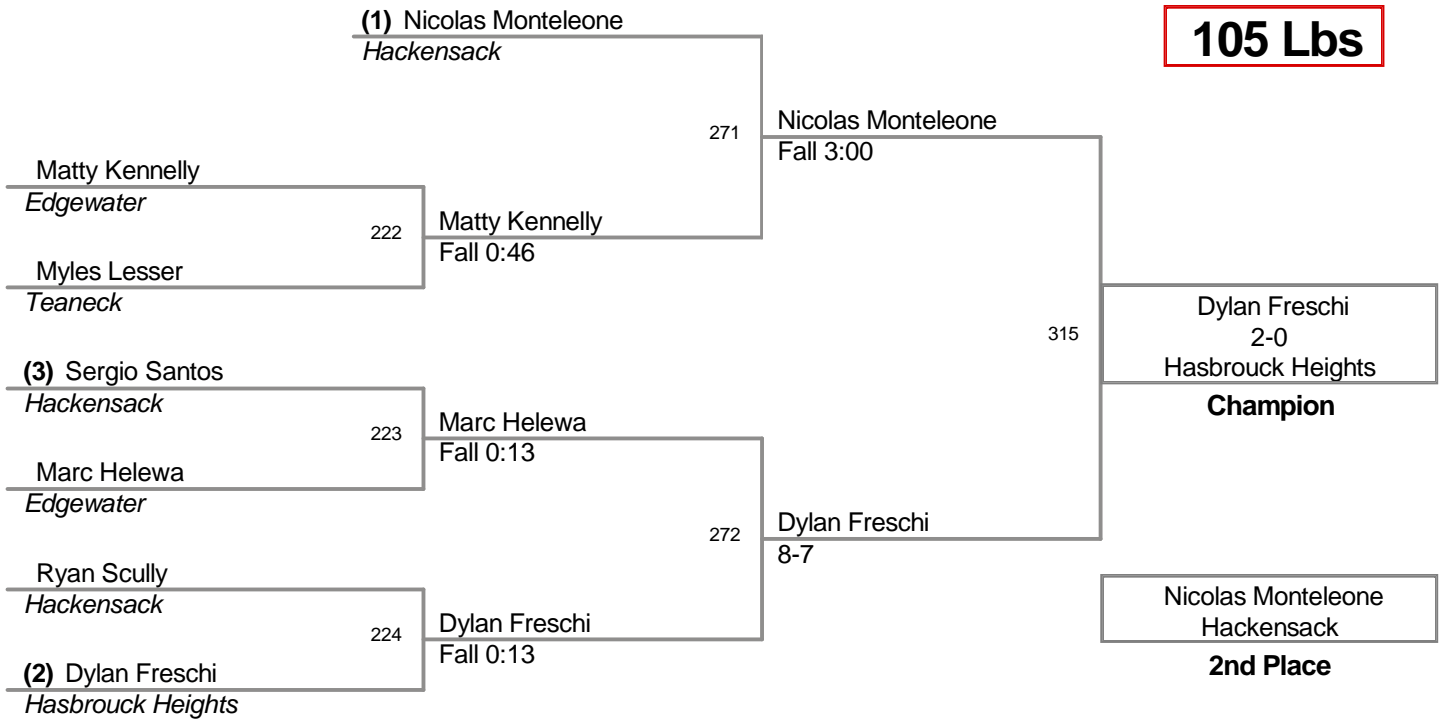 (1) Nicolas Monteleone
Hackensack
105 Lbs
271
Nicolas Monteleone
Fall 3:00
Matty Kennelly
Edgewater
222
Matty Kennelly
Fall 0:46
Myles Lesser
Teaneck
315
Dylan Freschi
2-0
Hasbrouck Heights
Champion
(3) Sergio Santos
Hackensack
223
Marc Helewa
Fall 0:13
Marc Helewa
Edgewater
272
Dylan Freschi
8-7
Ryan Scully
Hackensack
224
Dylan Freschi
Fall 0:13
(2) Dylan Freschi
Hasbrouck Heights
Nicolas Monteleone
Hackensack
2nd Place